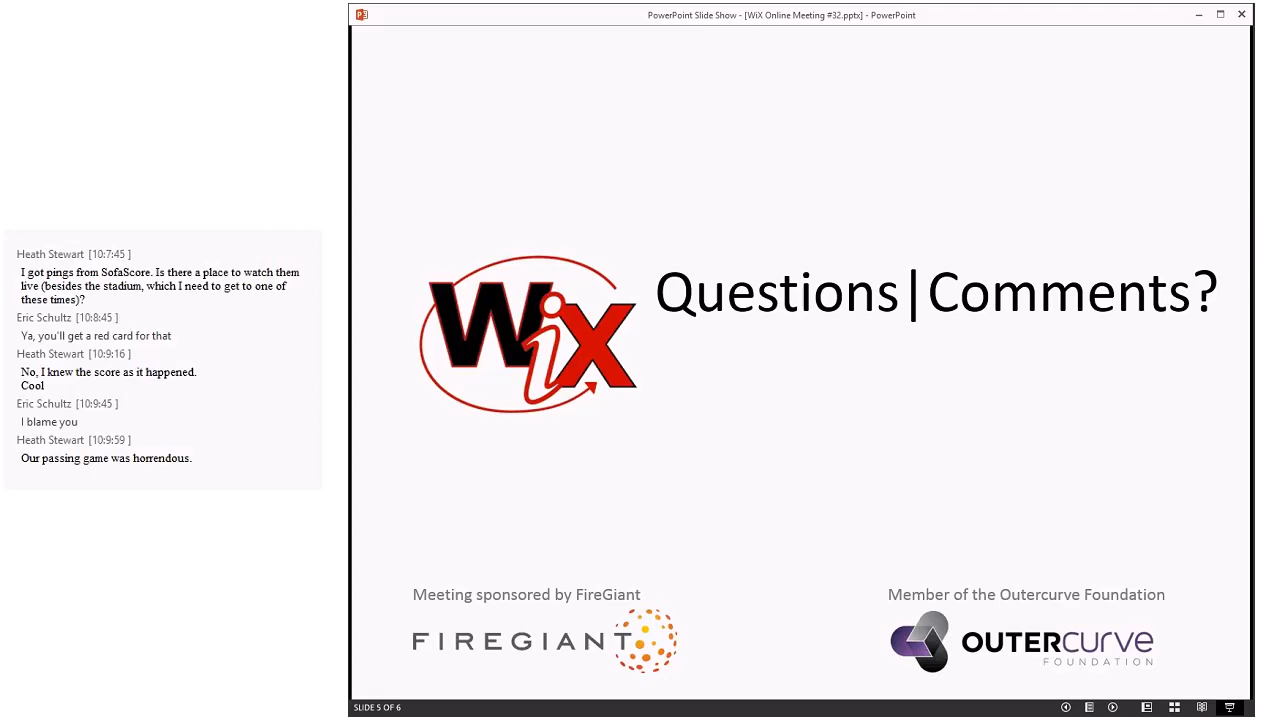 PowerPoint Slide Show - [WiX Online Meeting #32.pptx] - PowerPoint
Heath Stewart [10:7:45 ]
I got pings from SofaScore. Is there a place to watch them
live (besides the stadium, which I need to get to one of
these times)?
Eric Schultz [10:8:45 ]
Ya, you'll get a red card for that
Heath Stewart [10:9:16 ]
No, I knew the score as it happened.
Cool
Eric Schultz [10:9:45 ]
I blame you
Heath Stewart [10:9:59 ]
Our passing game was horrendous.
WiX
Questions|Comments?
Meeting sponsored by FireGiant
FIREGIANT
Member of the Outercurve Foundation
OUTERCURVE
FOUNDATION
SLIDE 5 OF 6